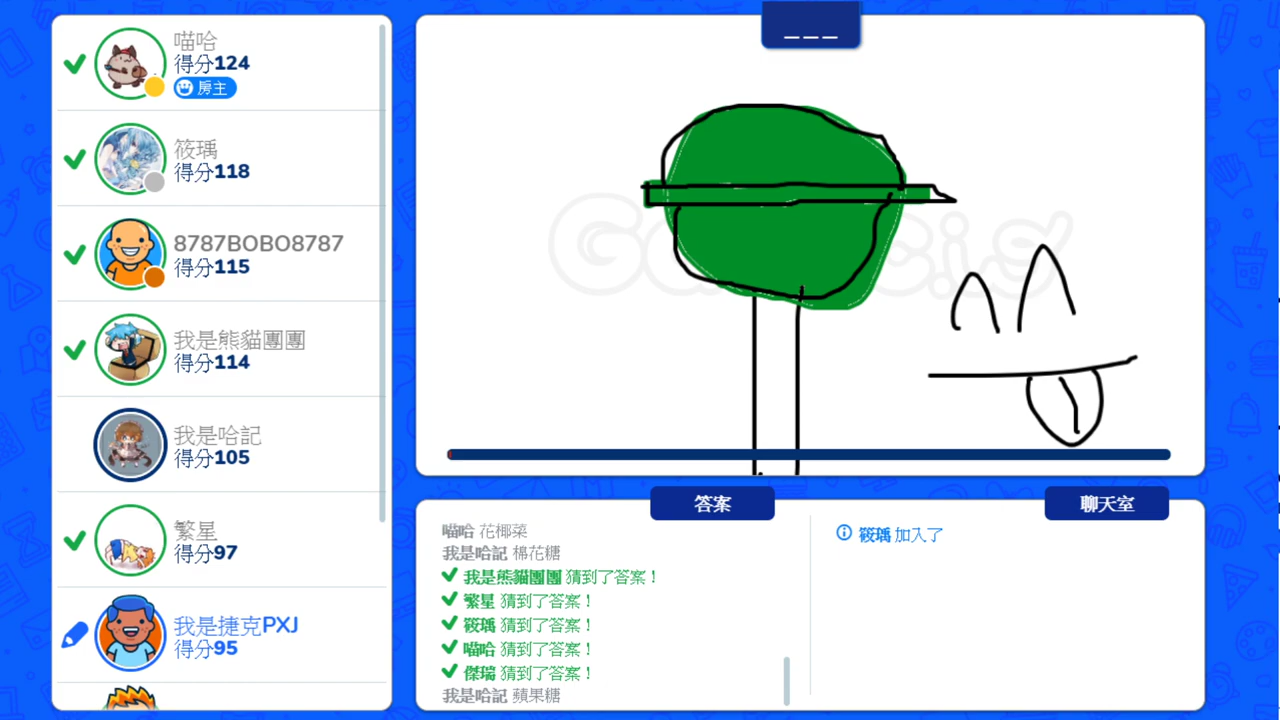 喵哈
得分124
房主
筱瑀
得分118
8787BOBO8787
得分115
我是熊貓團團
得分114
我是哈記
得分105
繁星
得分97
我是捷克PXJ
得分95
_ _ _
Gartic.io
答案
喵哈 花椰菜
我是哈記 棉花糖
我是熊貓團團 猜到了答案！
繁星 猜到了答案！
筱瑀 猜到了答案！
喵哈 猜到了答案！
傑瑞 猜到了答案！
我是哈記 蘋果糖
聊天室
筱瑀 加入了